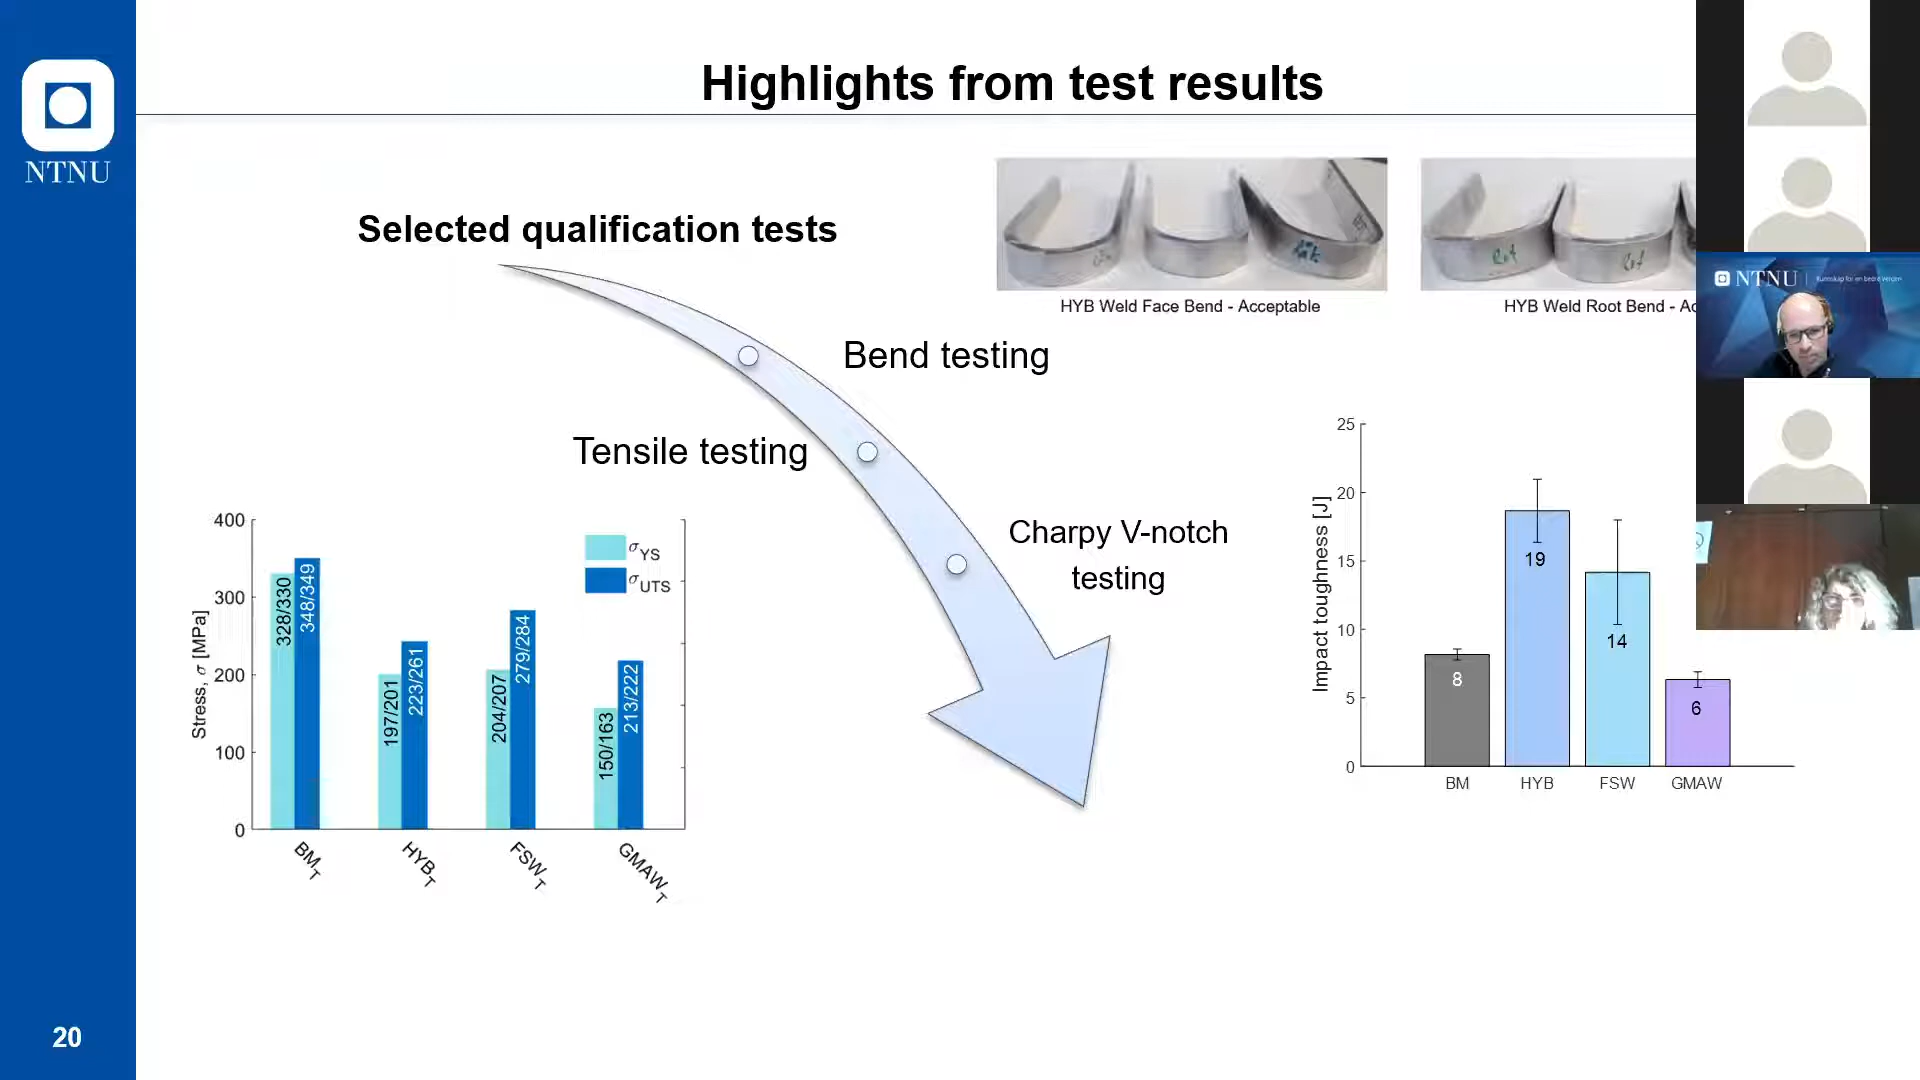 Highlights from test results
NTNU
Selected qualification tests
HYB Weld Face Bend - Acceptable
HYB Weld Root Bend - Ac
NTNU
Bend testing
Tensile testing
Charpy V-notch
testing
400
300
200
100
0
Stress, σ [MPa]
σYS
σUTS
328/330
348/349
197/201
223/261
204/207
279/284
150/163
213/222
BMT
HYBT
FSWT
GMAWT
25
20
15
10
5
0
Impact toughness [J]
8
19
14
6
BM
HYB
FSW
GMAW
20